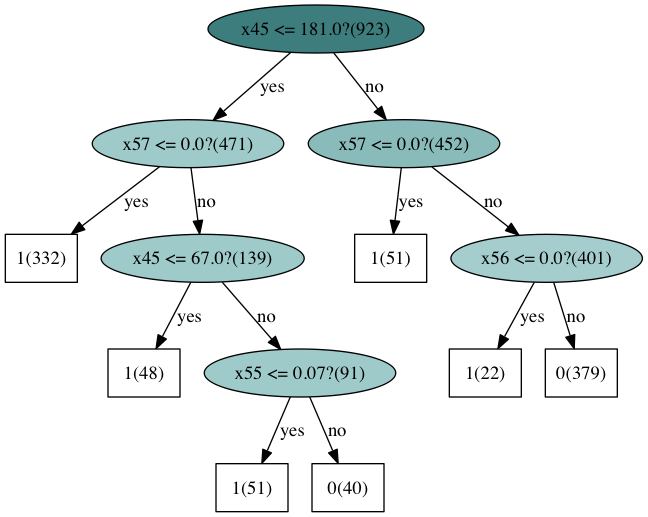 x45 <= 181.0?(923)
yes
no
x57 <= 0.0?(471)
x57 <= 0.0?(452)
yes
no
yes
no
1(332)
x45 <= 67.0?(139)
1(51)
x56 <= 0.0?(401)
yes
no
yes
no
1(48)
x55 <= 0.07?(91)
1(22)
0(379)
yes
no
1(51)
0(40)